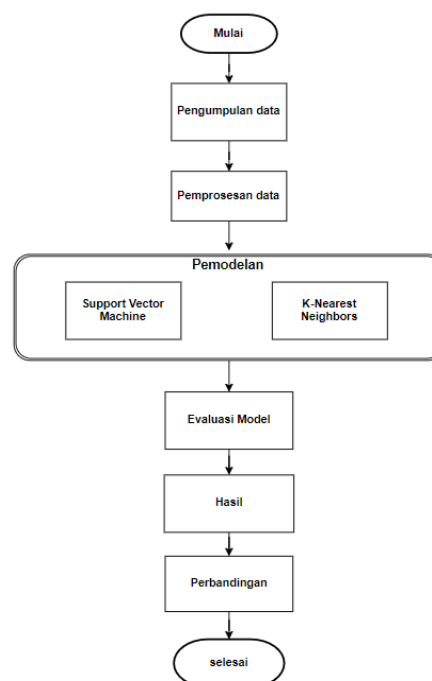 Mulai
Pengumpulan data
Pemprosesan data
Pemodelan
Support Vector
Machine
K-Nearest
Neighbors
Evaluasi Model
Hasil
Perbandingan
selesai